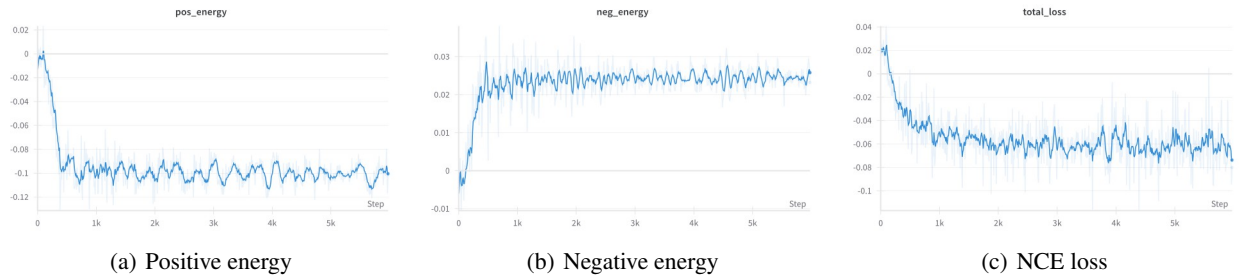 pos_energy
0.02
0
-0.02
-0.04
-0.06
-0.08
-0.1
-0.12
Step
0 1k 2k 3k 4k 5k
(a) Positive energy
neg_energy
0.03
0.02
0.01
0
-0.01
Step
0 1k 2k 3k 4k 5k
(b) Negative energy
total_loss
0.04
0.02
0
-0.02
-0.04
-0.06
-0.08
-0.1
Step
0 1k 2k 3k 4k 5k
(c) NCE loss